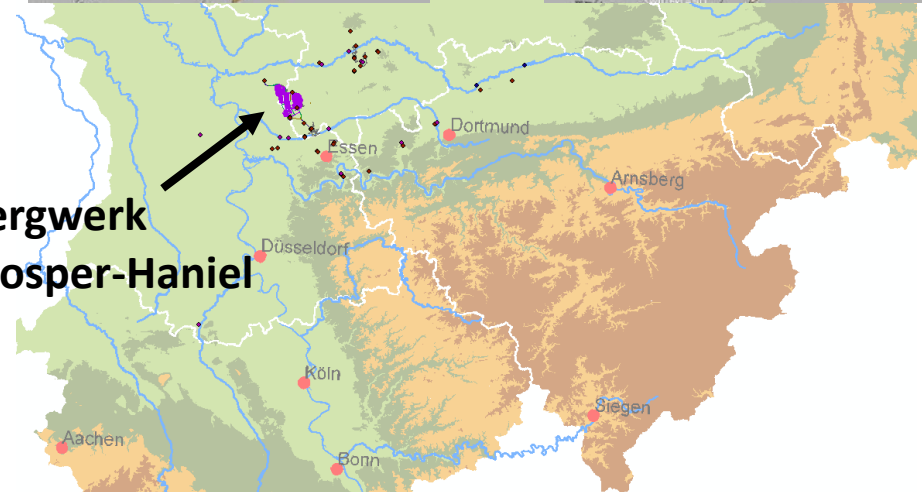 Dortmund
Essen
Arnsberg
ergwerk
osper-Haniel
Düsseldorf
Köln
Siegen
Aachen
Bonn